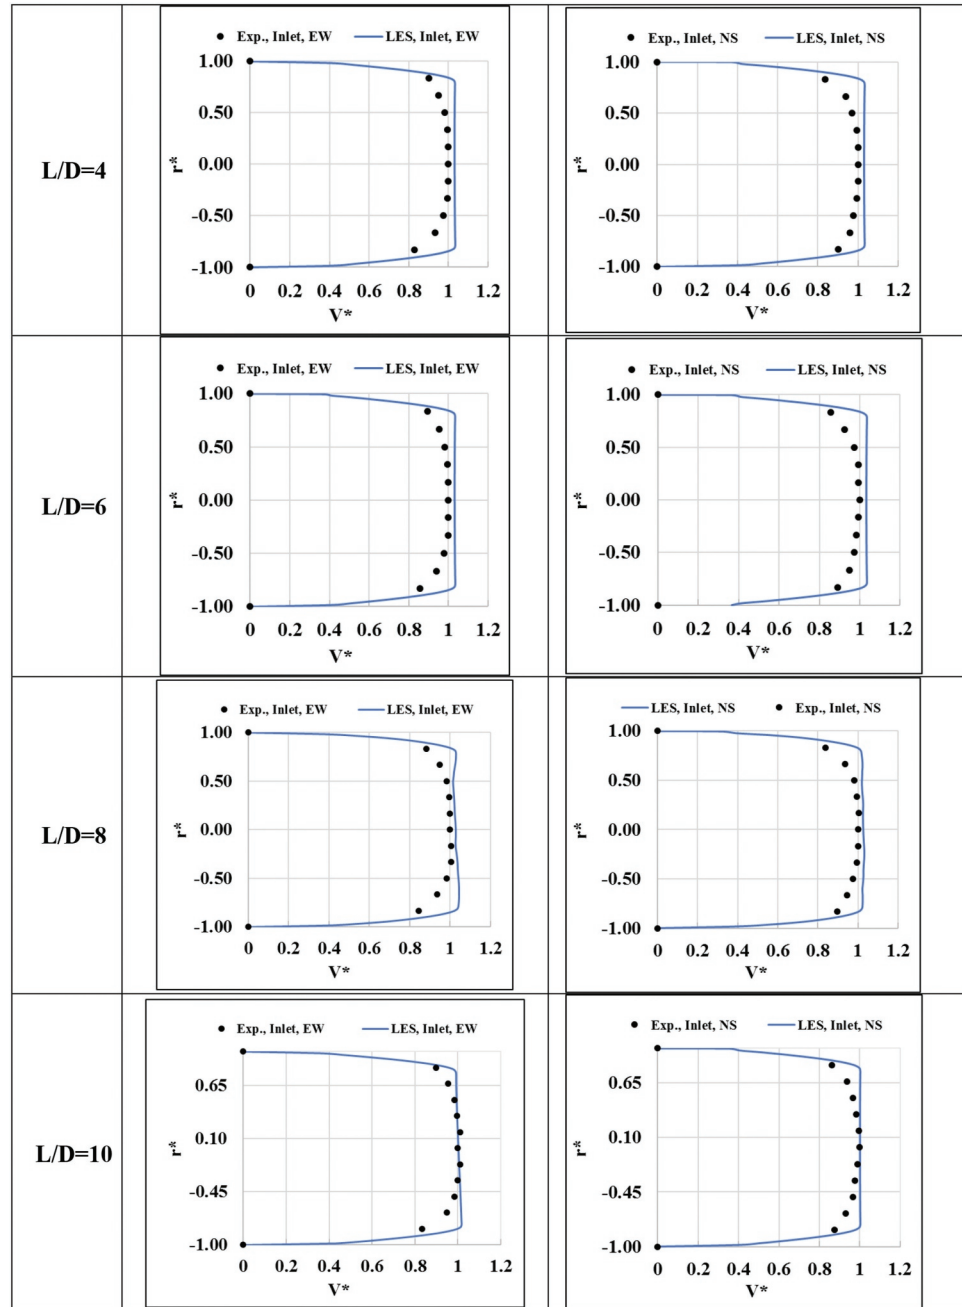 Exp., Inlet, EW LES, Inlet, EW
1.00
0.50
0.00
-0.50
-1.00
r*
0 0.2 0.4 0.6 0.8 1 1.2
V*
L/D=4
Exp., Inlet, NS LES, Inlet, NS
1.00
0.50
0.00
-0.50
-1.00
r*
0 0.2 0.4 0.6 0.8 1 1.2
V*
Exp., Inlet, EW LES, Inlet, EW
1.00
0.50
0.00
-0.50
-1.00
r*
0 0.2 0.4 0.6 0.8 1 1.2
V*
L/D=6
Exp., Inlet, NS LES, Inlet, NS
1.00
0.50
0.00
-0.50
-1.00
r*
0 0.2 0.4 0.6 0.8 1 1.2
V*
Exp., Inlet, EW LES, Inlet, EW
1.00
0.50
0.00
-0.50
-1.00
r*
0 0.2 0.4 0.6 0.8 1 1.2
V*
L/D=8
LES, Inlet, NS Exp., Inlet, NS
1.00
0.50
0.00
-0.50
-1.00
r*
0 0.2 0.4 0.6 0.8 1 1.2
V*
Exp., Inlet, EW LES, Inlet, EW
0.65
0.10
-0.45
-1.00
r*
0 0.2 0.4 0.6 0.8 1 1.2
V*
L/D=10
Exp., Inlet, NS LES, Inlet, NS
0.65
0.10
-0.45
-1.00
r*
0 0.2 0.4 0.6 0.8 1 1.2
V*